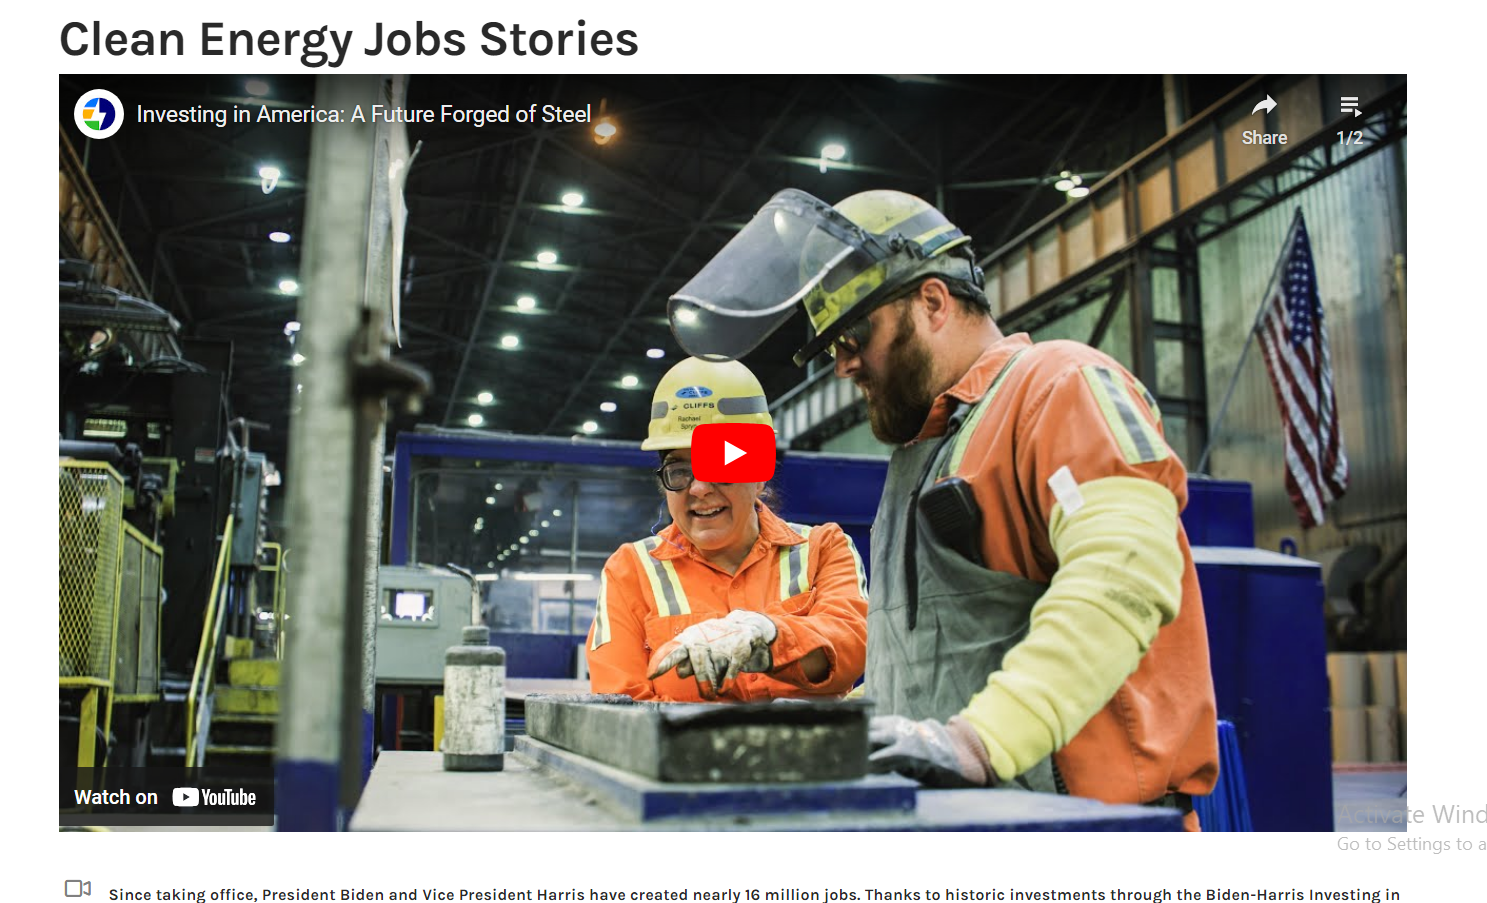 Clean Energy Jobs Stories
Investing in America: A Future Forged of Steel
Share
1/2
CLIFFS
Rachael
Watch on YouTube
Activate Wind
Go to Settings to a
Since taking office, President Biden and Vice President Harris have created nearly 16 million jobs. Thanks to historic investments through the Biden-Harris Investing in